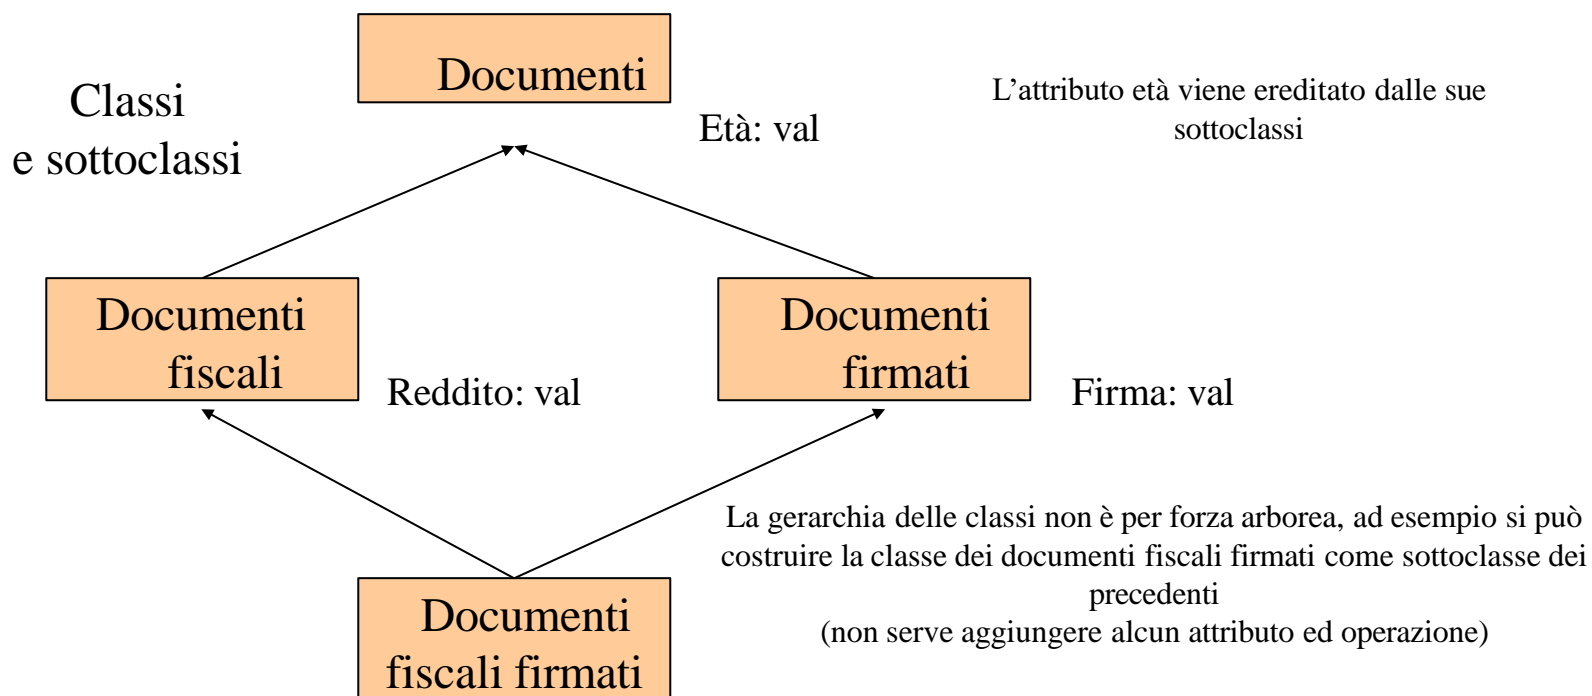 Documenti
Classi
e sottoclassi
Età: val
L’attributo età viene ereditato dalle sue
sottoclassi
Documenti
fiscali
Reddito: val
Documenti
firmati
Firma: val
La gerarchia delle classi non è per forza arborea, ad esempio si può
costruire la classe dei documenti fiscali firmati come sottoclasse dei
precedenti
(non serve aggiungere alcun attributo ed operazione)
Documenti
fiscali firmati